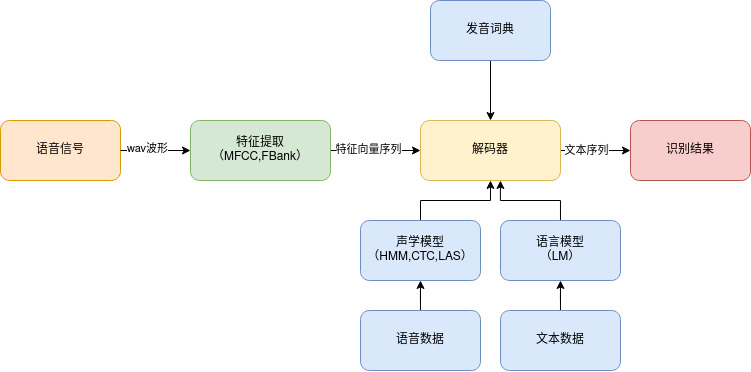 发音词典
语音信号
wav波形
特征提取
（MFCC,FBank）
特征向量序列
解码器
文本序列
识别结果
声学模型
（HMM,CTC,LAS）
语言模型
（LM）
语音数据
文本数据